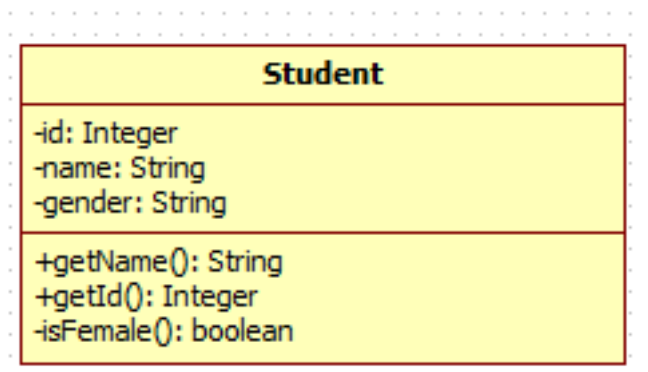 Student
-id: Integer
-name: String
-gender: String
+getName(): String
+getId(): Integer
-isFemale(): boolean